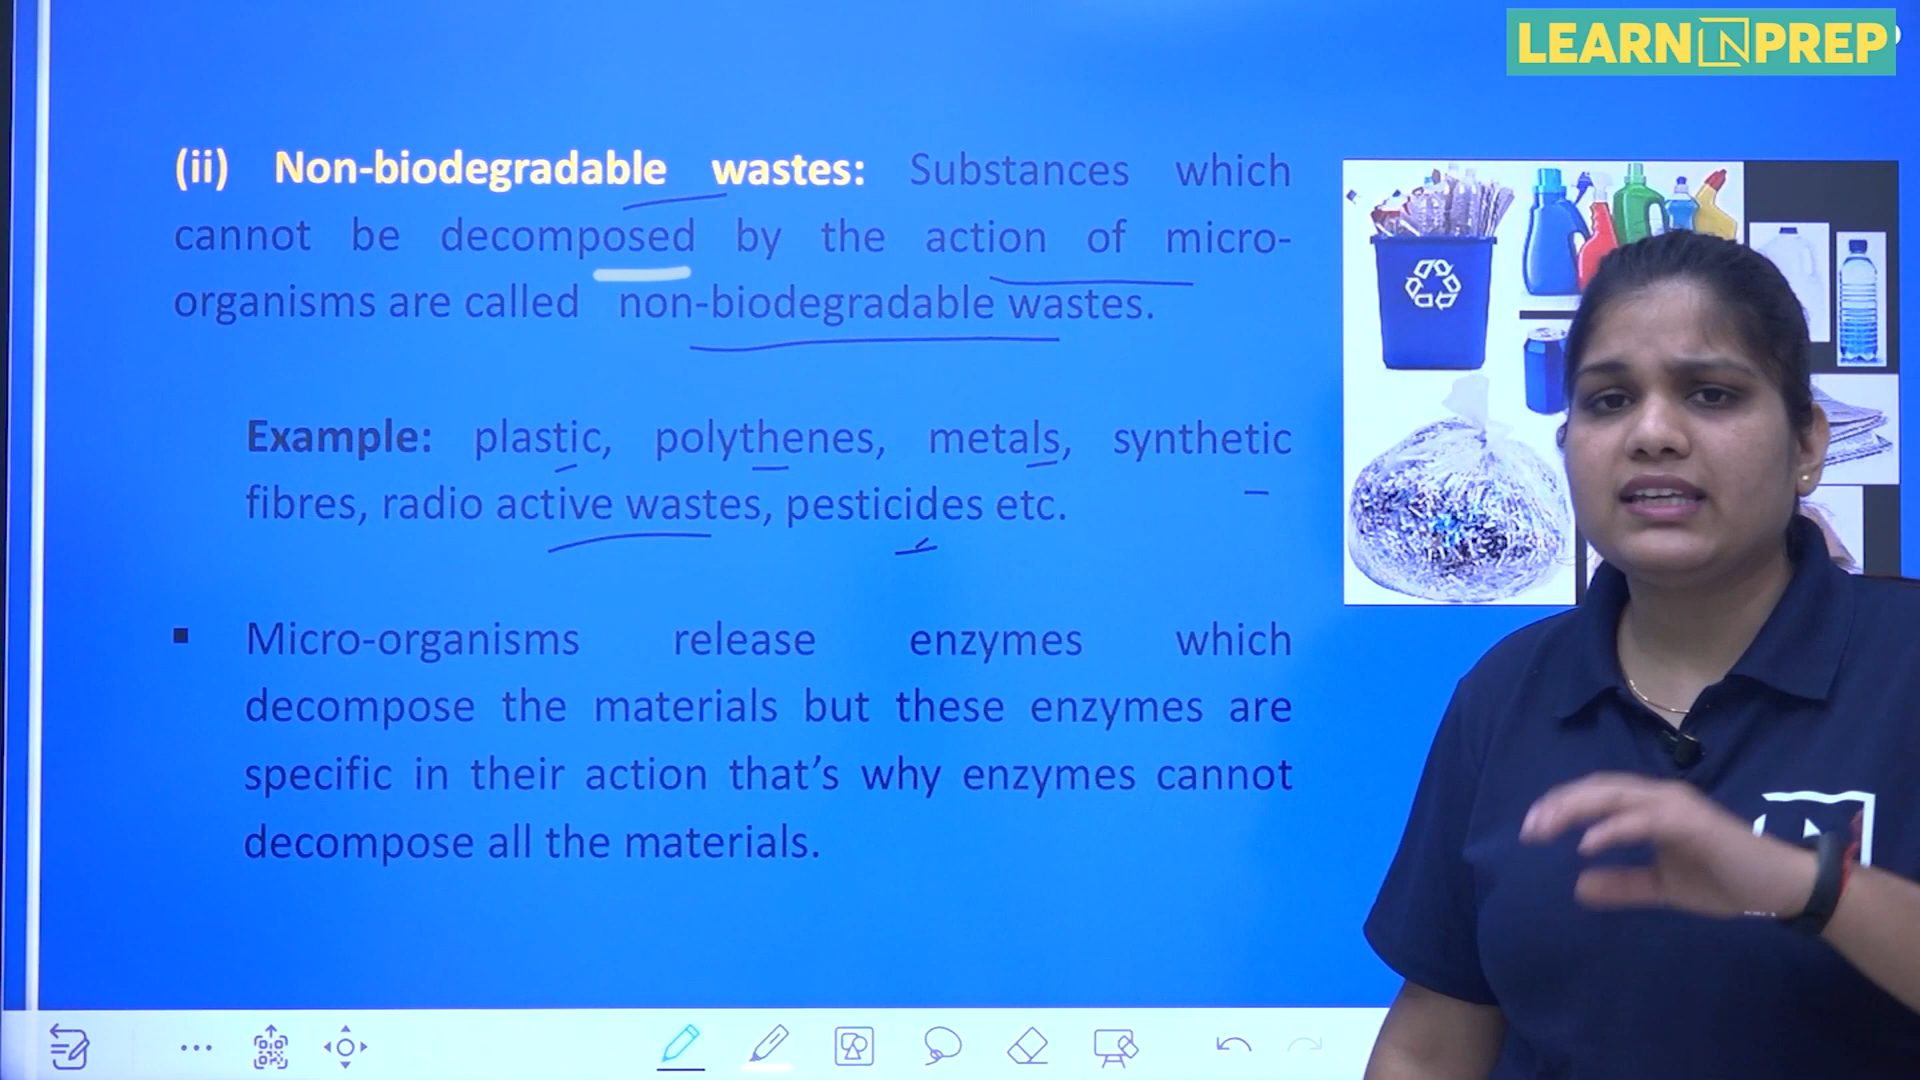 LEARN N PREP
(ii) Non-biodegradable wastes: Substances which
cannot be decomposed by the action of micro-
organisms are called non-biodegradable wastes.
Example: plastic, polythenes, metals, synthetic
fibres, radio active wastes, pesticides etc.
▪ Micro-organisms release enzymes which
decompose the materials but these enzymes are
specific in their action that’s why enzymes cannot
decompose all the materials.